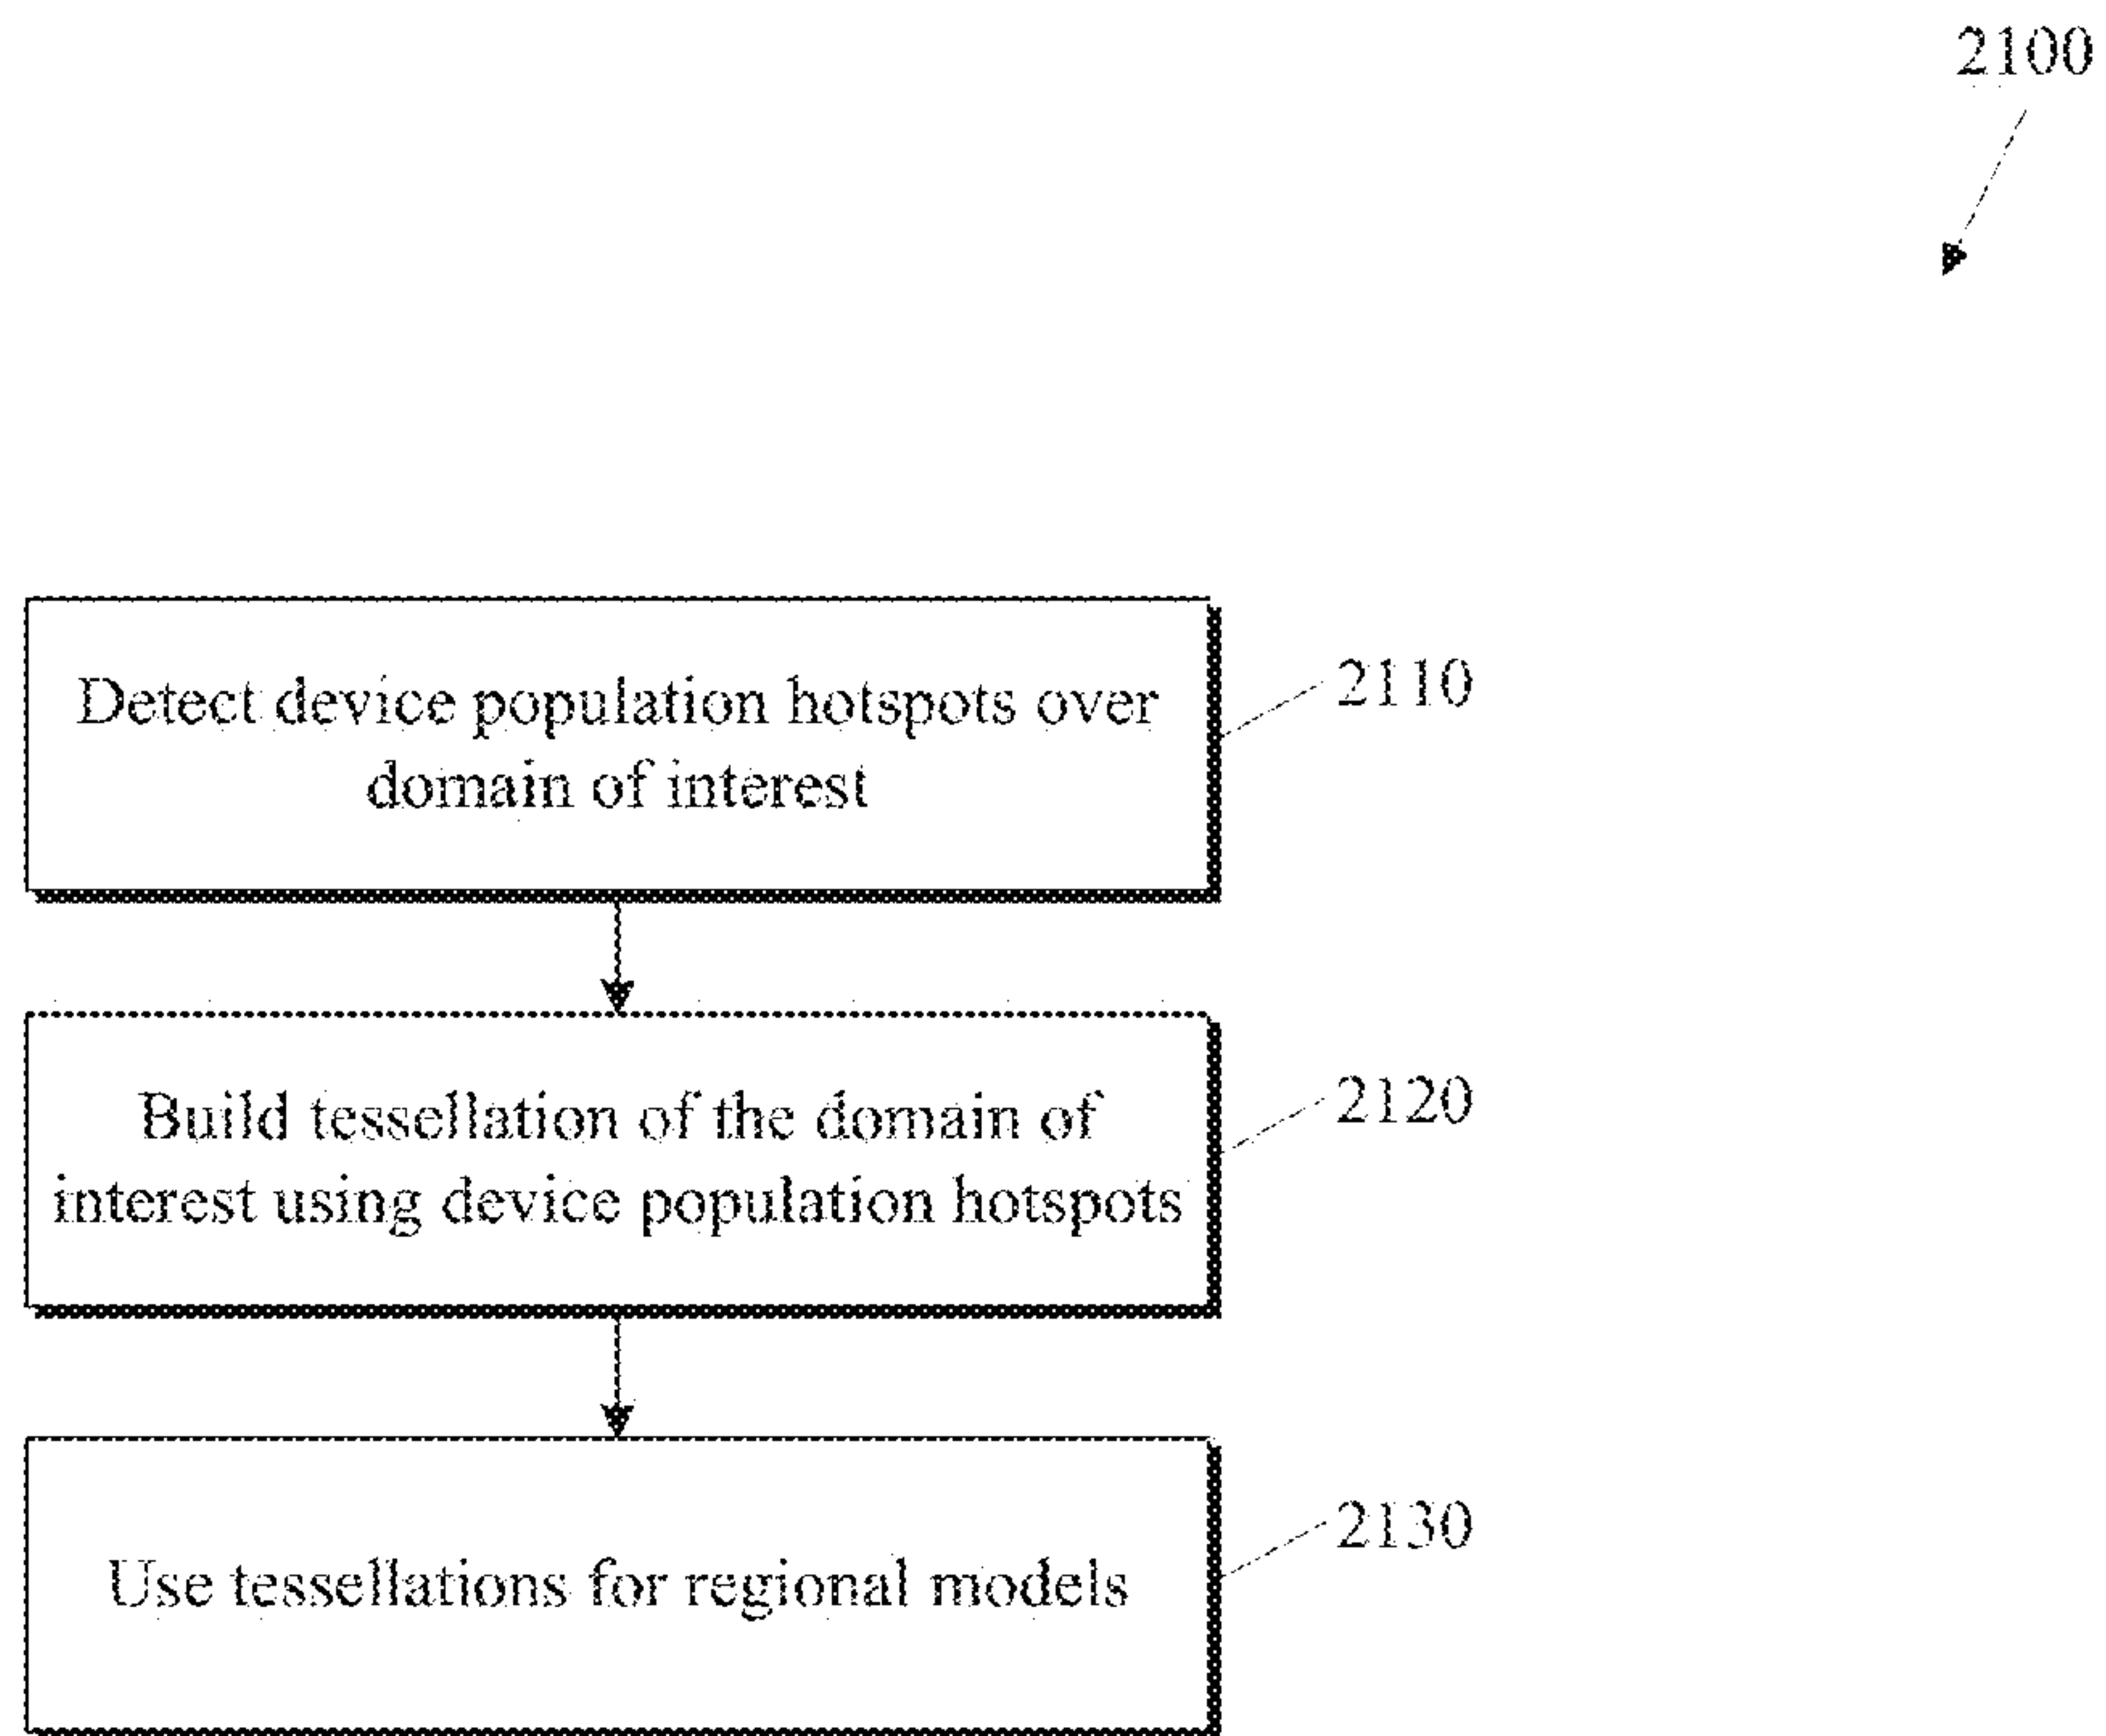 2100
Detect device population hotspots over
domain of interest
2110
Build tessellation of the domain of
interest using device population hotspots
2120
Use tessellations for regional models
2130